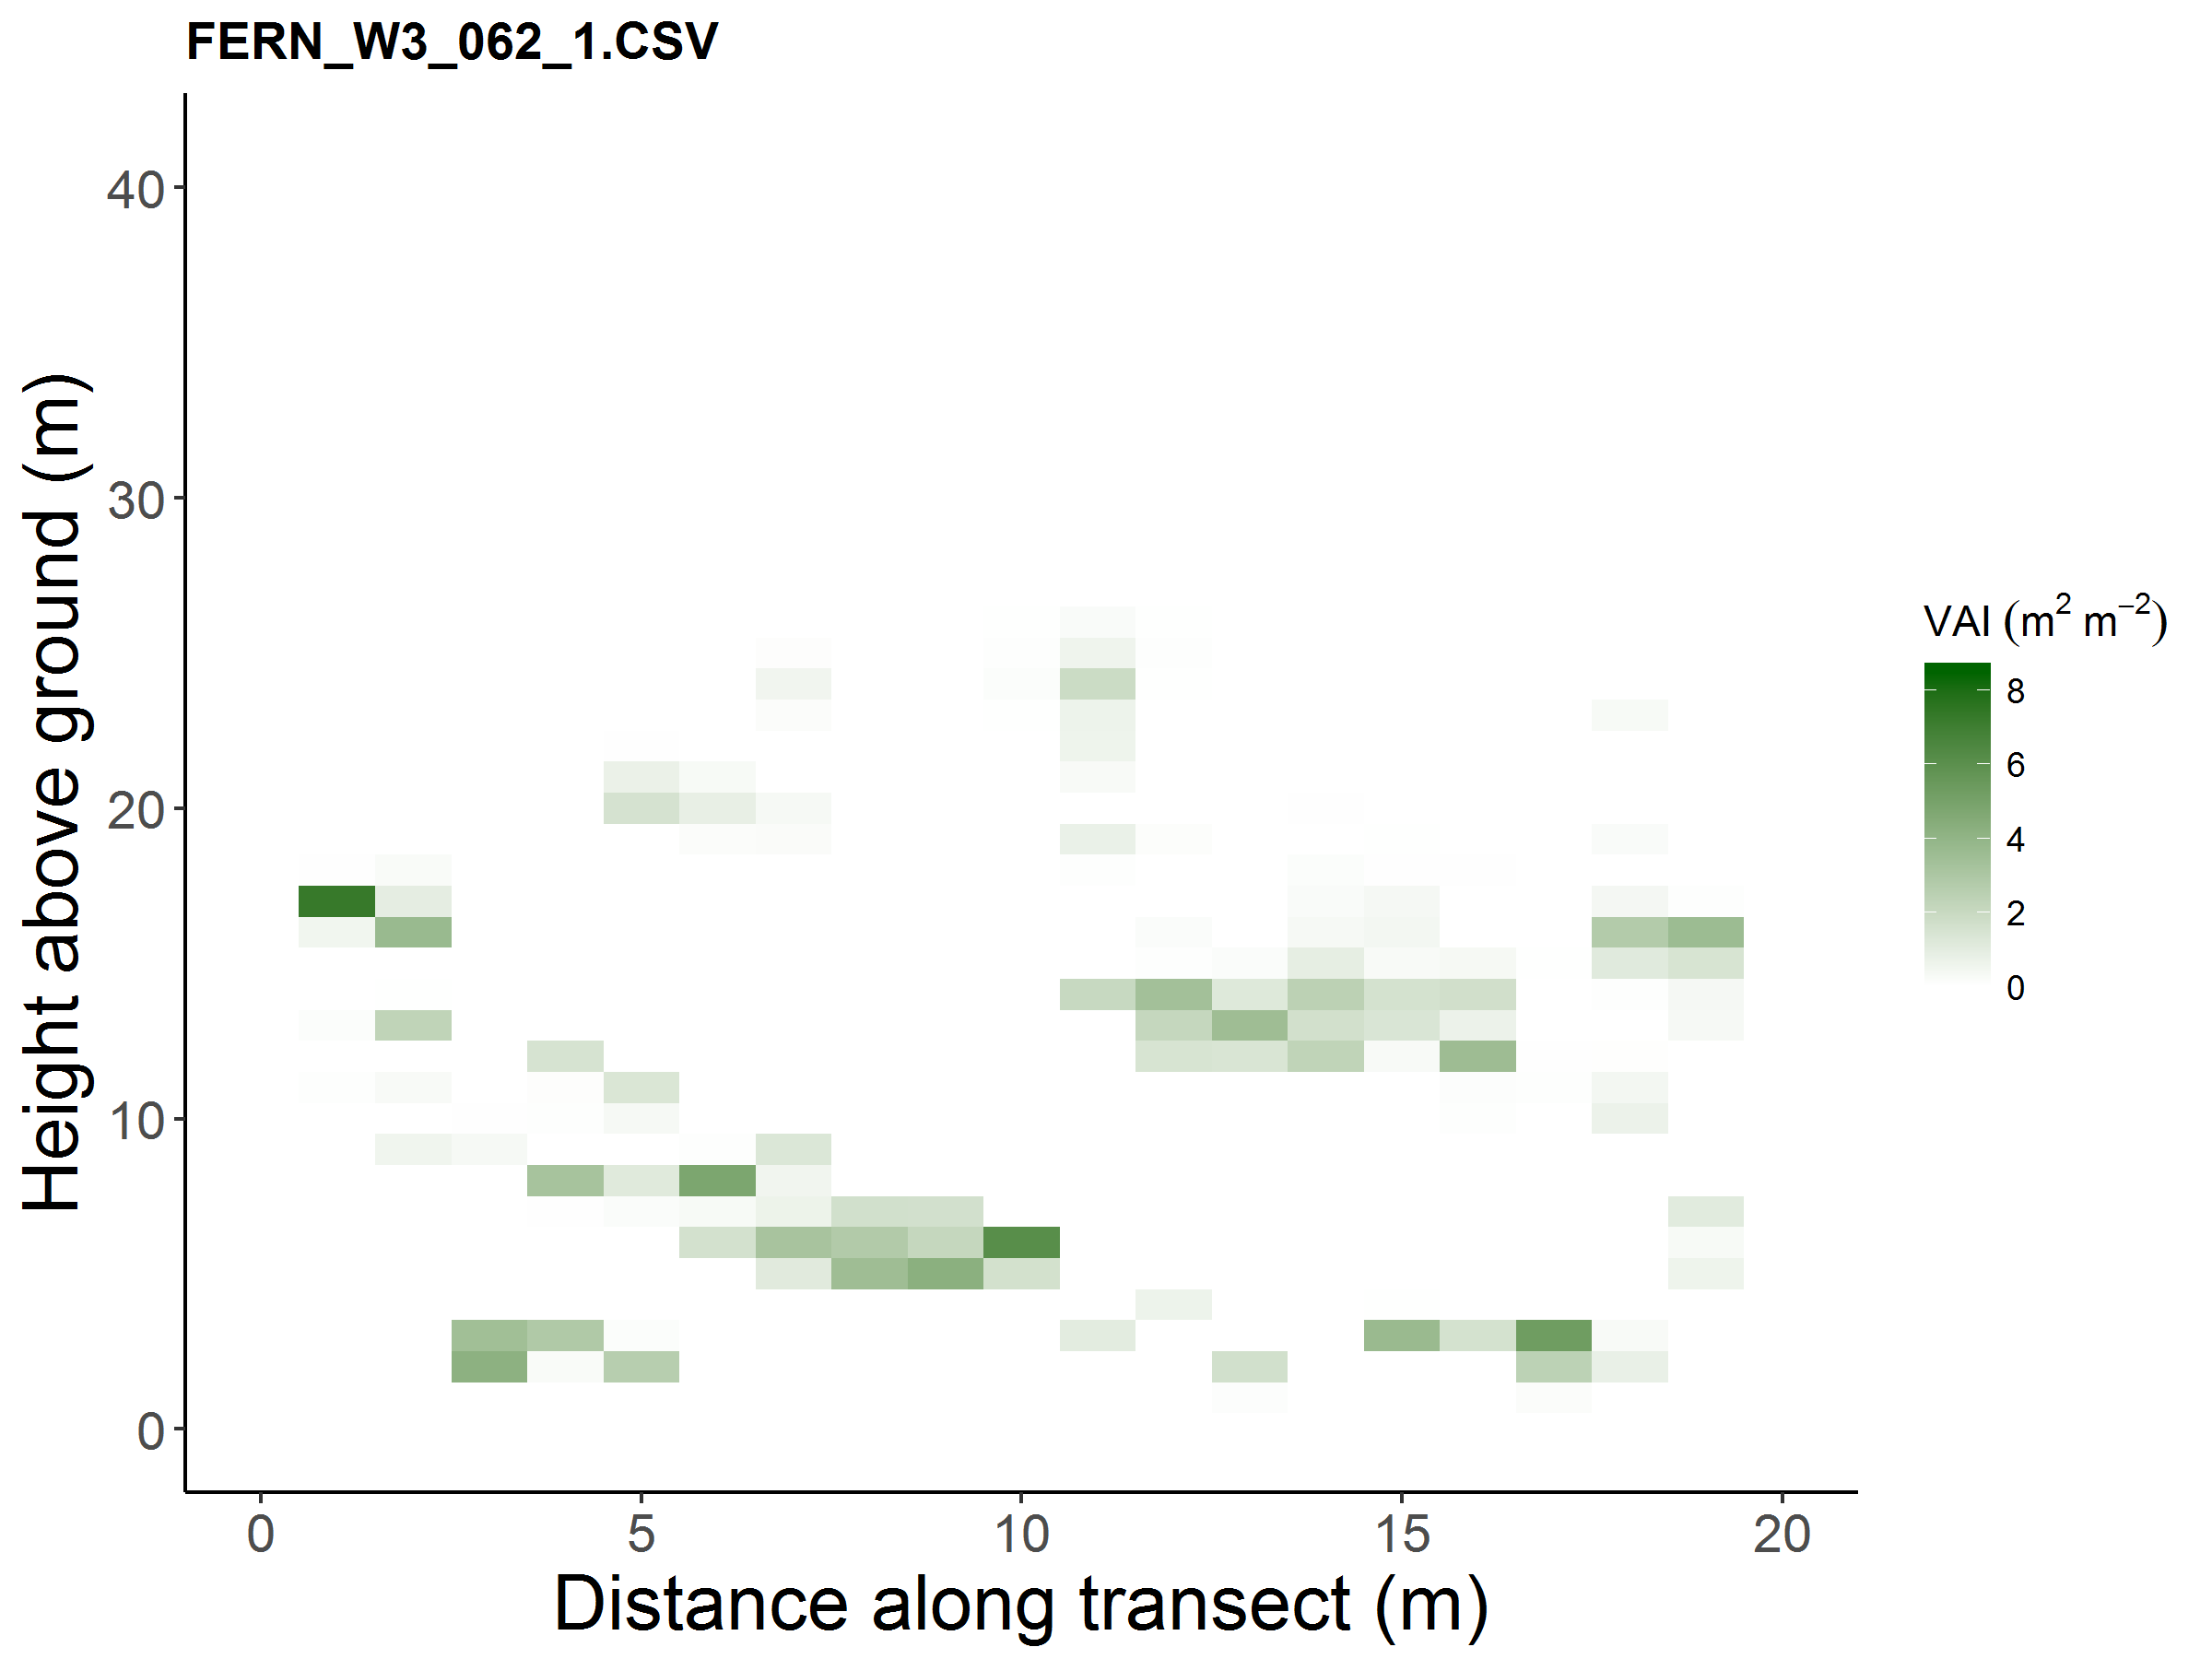 FERN_W3_062_1.CSV
Height above ground (m)
40
30
20
10
0
0 5 10 15 20
Distance along transect (m)
VAI (m² m⁻²)
8
6
4
2
0